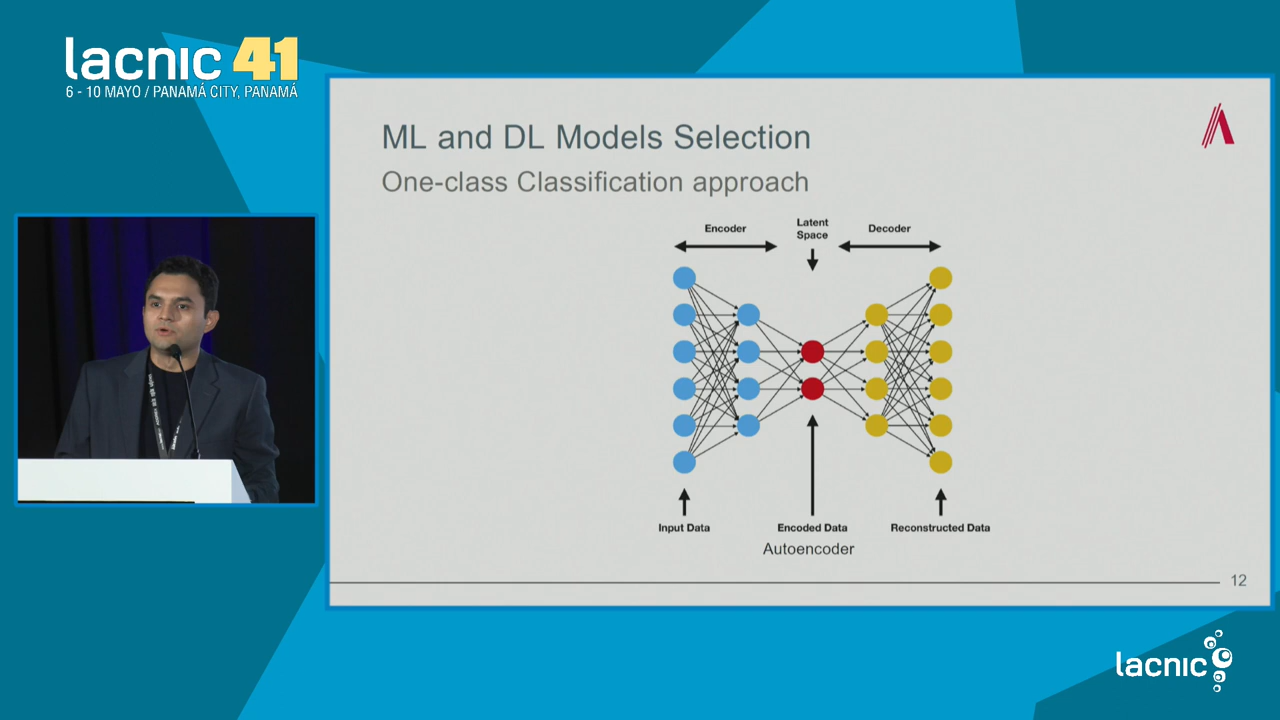 lacnic 41
6 - 10 MAYO / PANAMÁ CITY, PANAMÁ
ML and DL Models Selection
One-class Classification approach
Encoder
Latent
Space
Decoder
Input Data
Encoded Data
Reconstructed Data
Autoencoder
12
lacnic